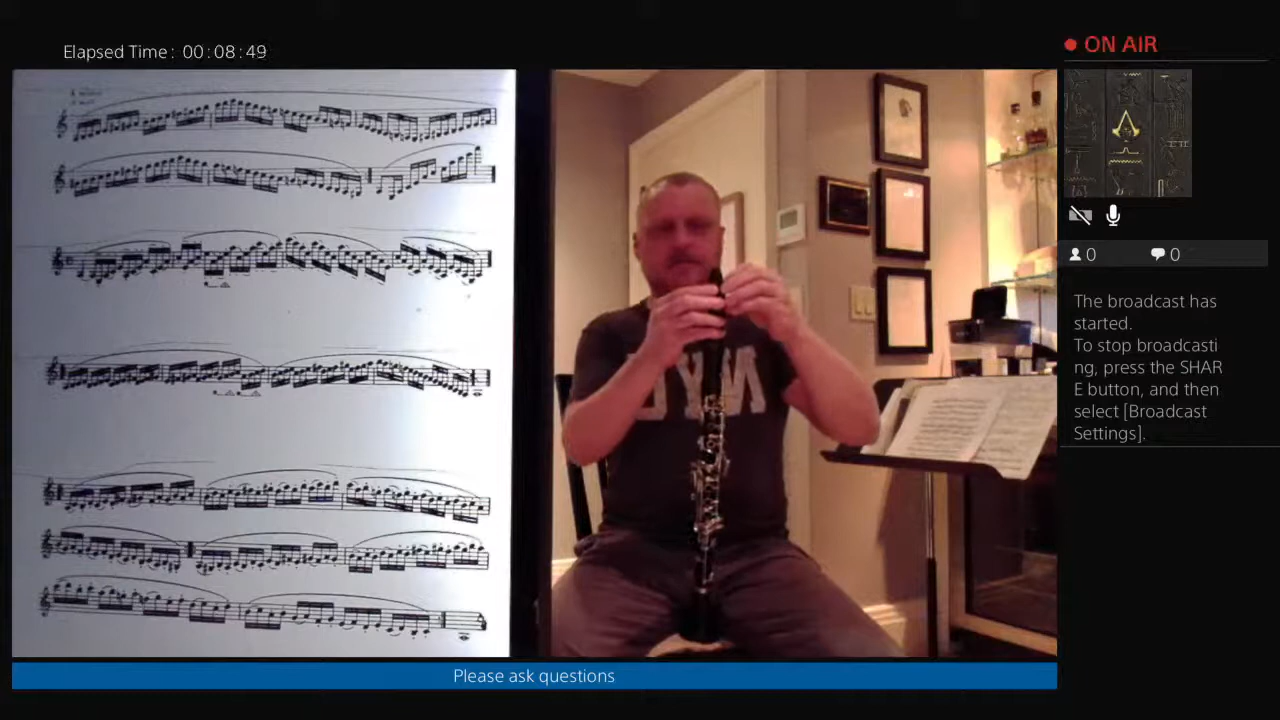 Elapsed Time: 00:08:49
ON AIR
0 0
The broadcast has
started.
To stop broadcasti
ng, press the SHAR
E button, and then
select [Broadcast
Settings].
Please ask questions